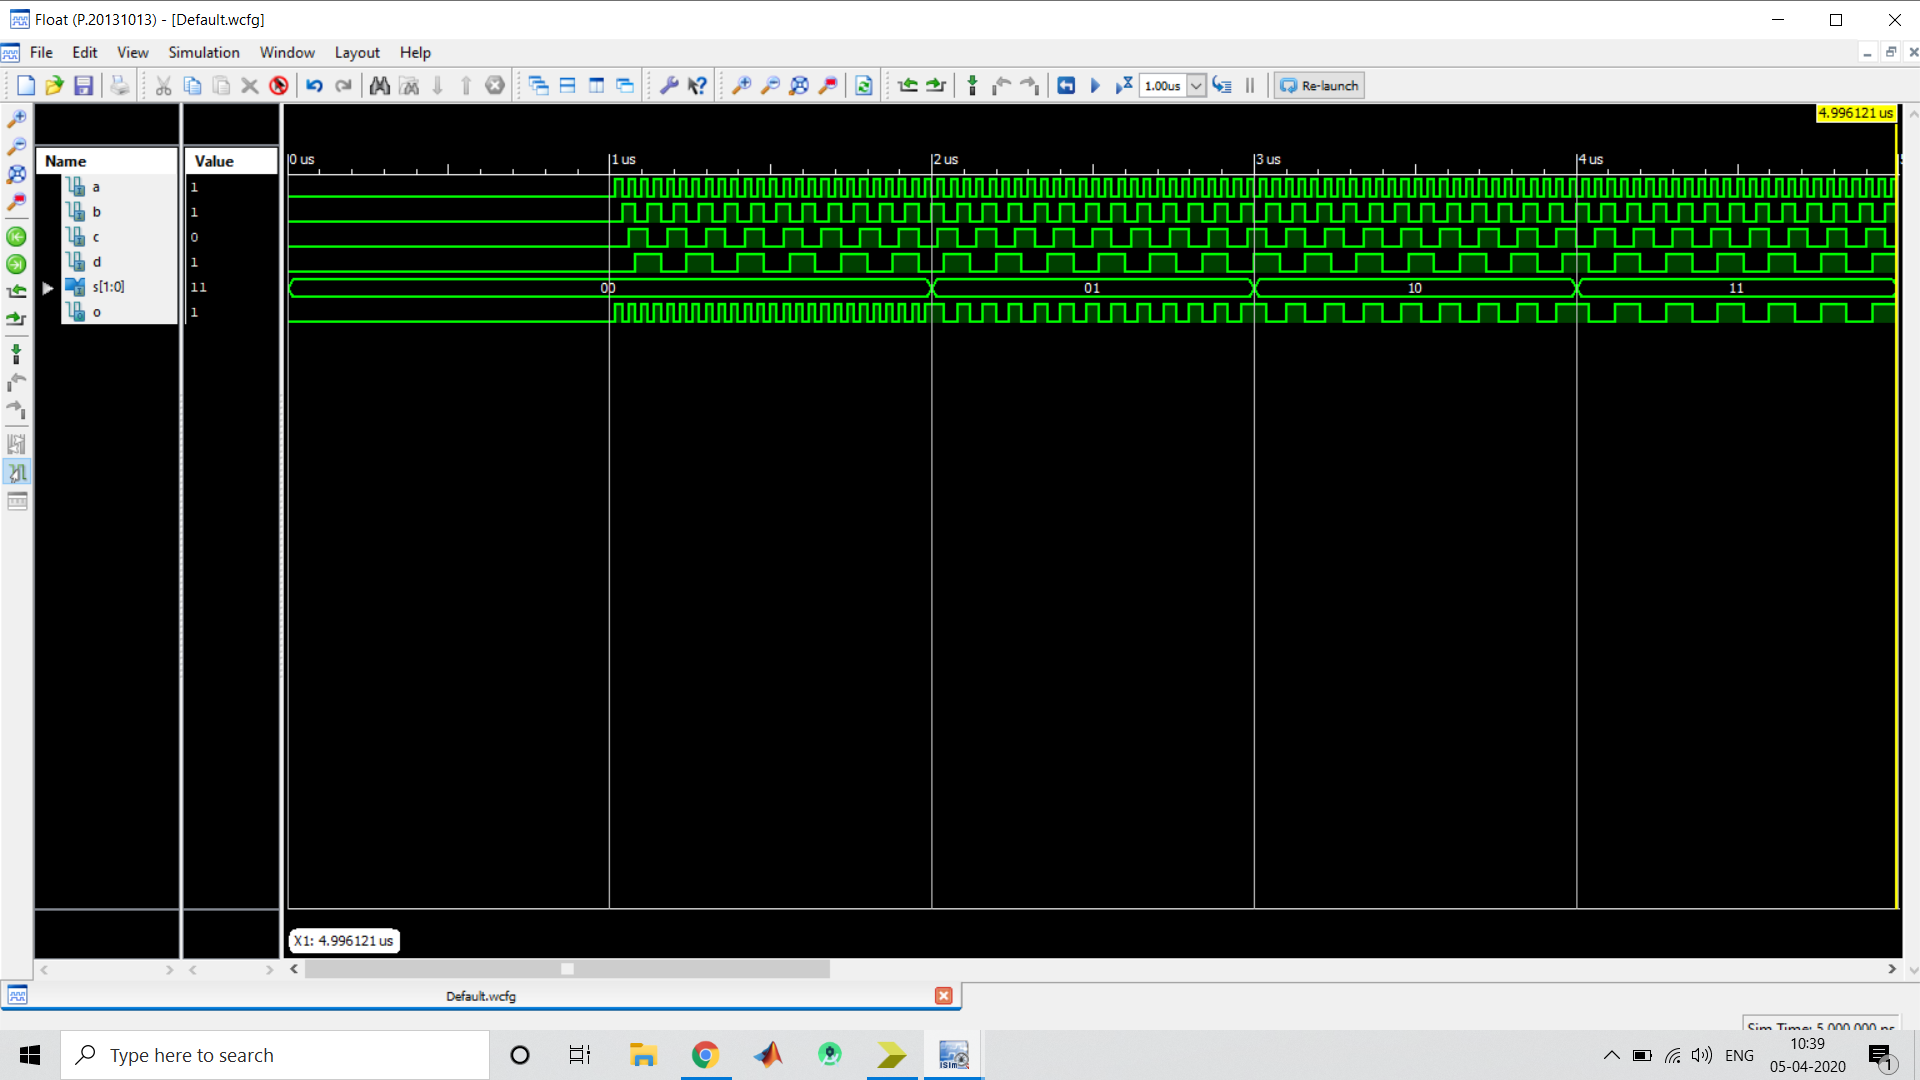 Float (P.20131013) - [Default.wcfg]
File Edit View Simulation Window Layout Help
1.00us Re-launch
4.996121 us
Name Value
0 us 1 us 2 us 3 us 4 us
a 1
b 1
c 0
d 1
s[1:0] 11 00 01 10 11
o 1
X1: 4.996121 us
Default.wcfg
Sim Time: 5,000,000 ps
Type here to search
ISim
ENG
10:39
05-04-2020
1